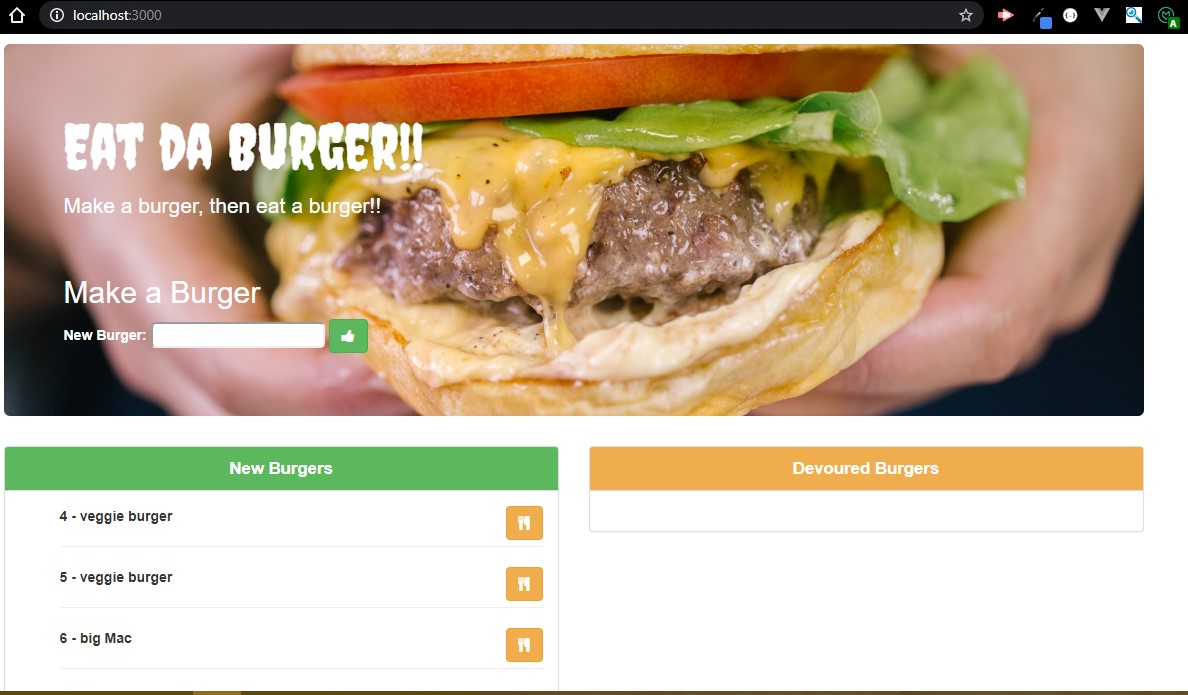 localhost:3000
A
EAT DA BURGER!!
Make a burger, then eat a burger!!
Make a Burger
New Burger:
New Burgers
Devoured Burgers
4 - veggie burger
5 - veggie burger
6 - big Mac